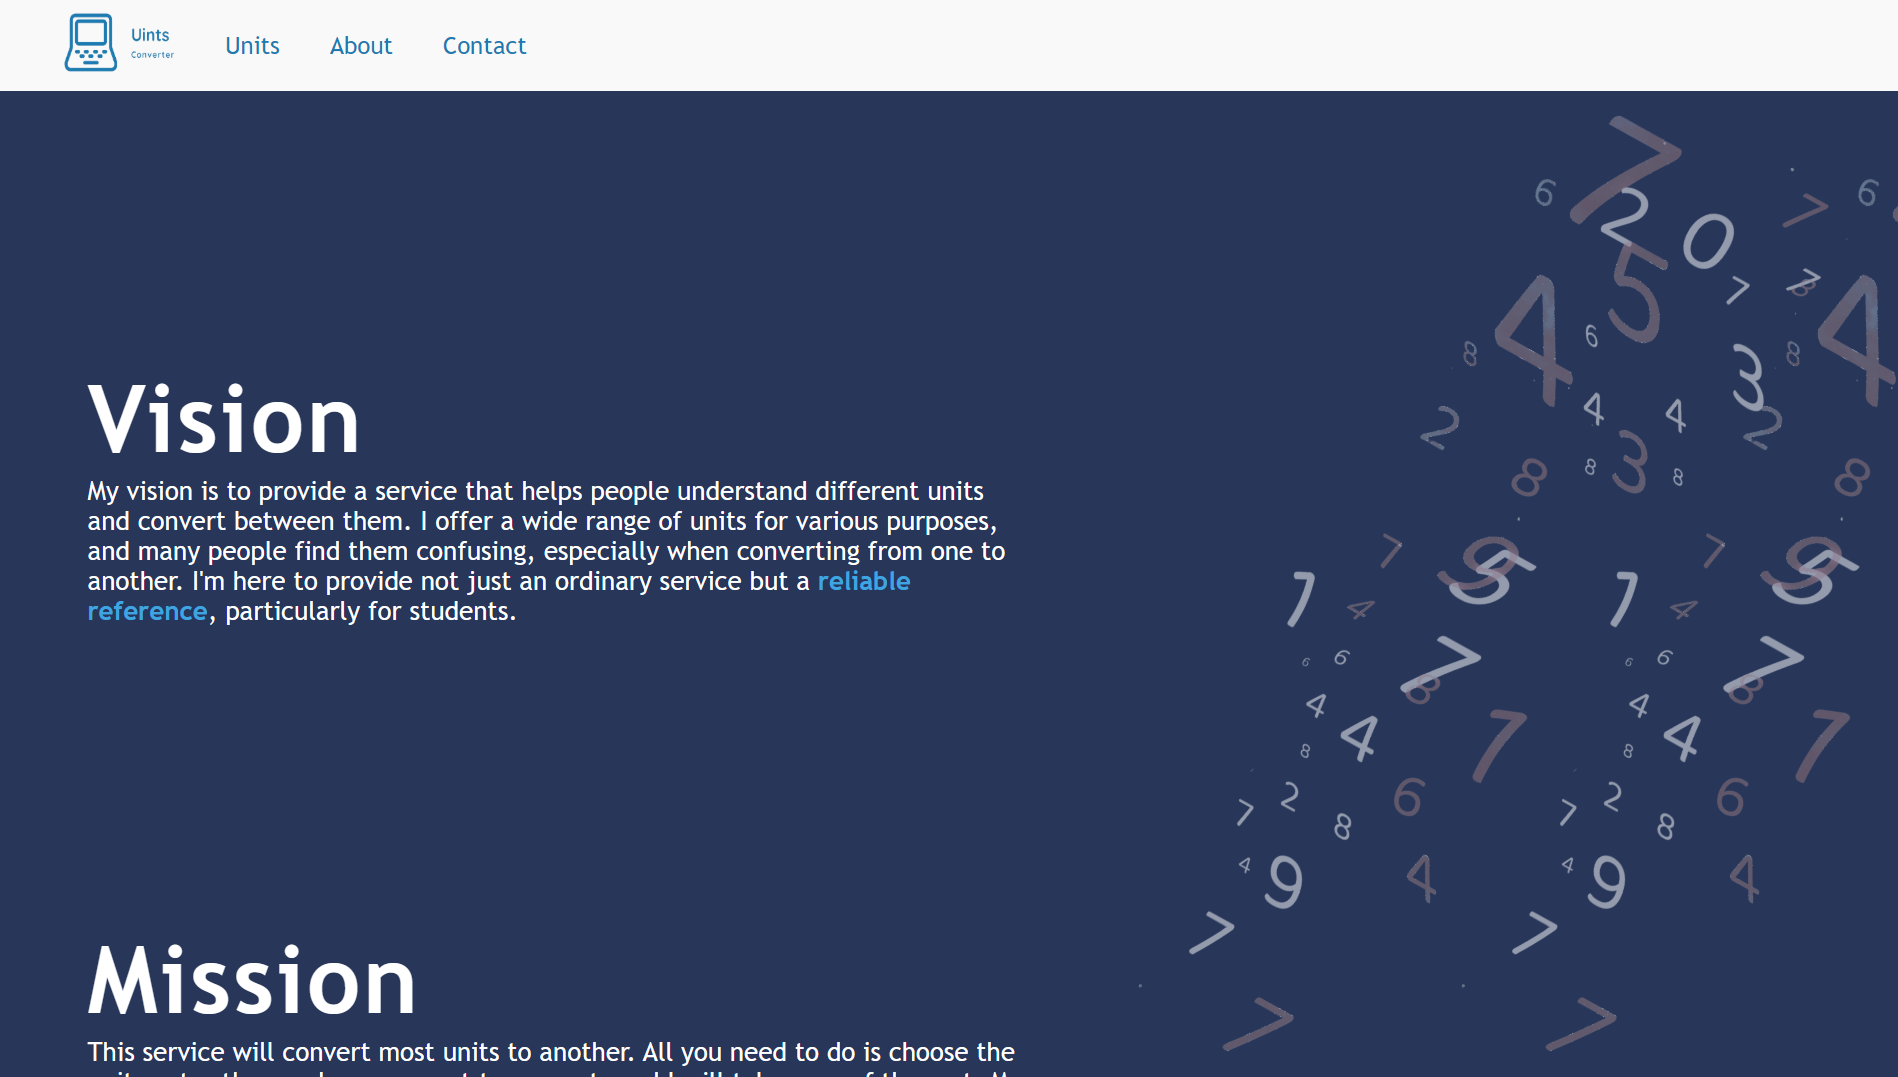 Uints
Converter
Units
About
Contact
Vision
My vision is to provide a service that helps people understand different units
and convert between them. I offer a wide range of units for various purposes,
and many people find them confusing, especially when converting from one to
another. I'm here to provide not just an ordinary service but a reliable
reference, particularly for students.
Mission
This service will convert most units to another. All you need to do is choose the